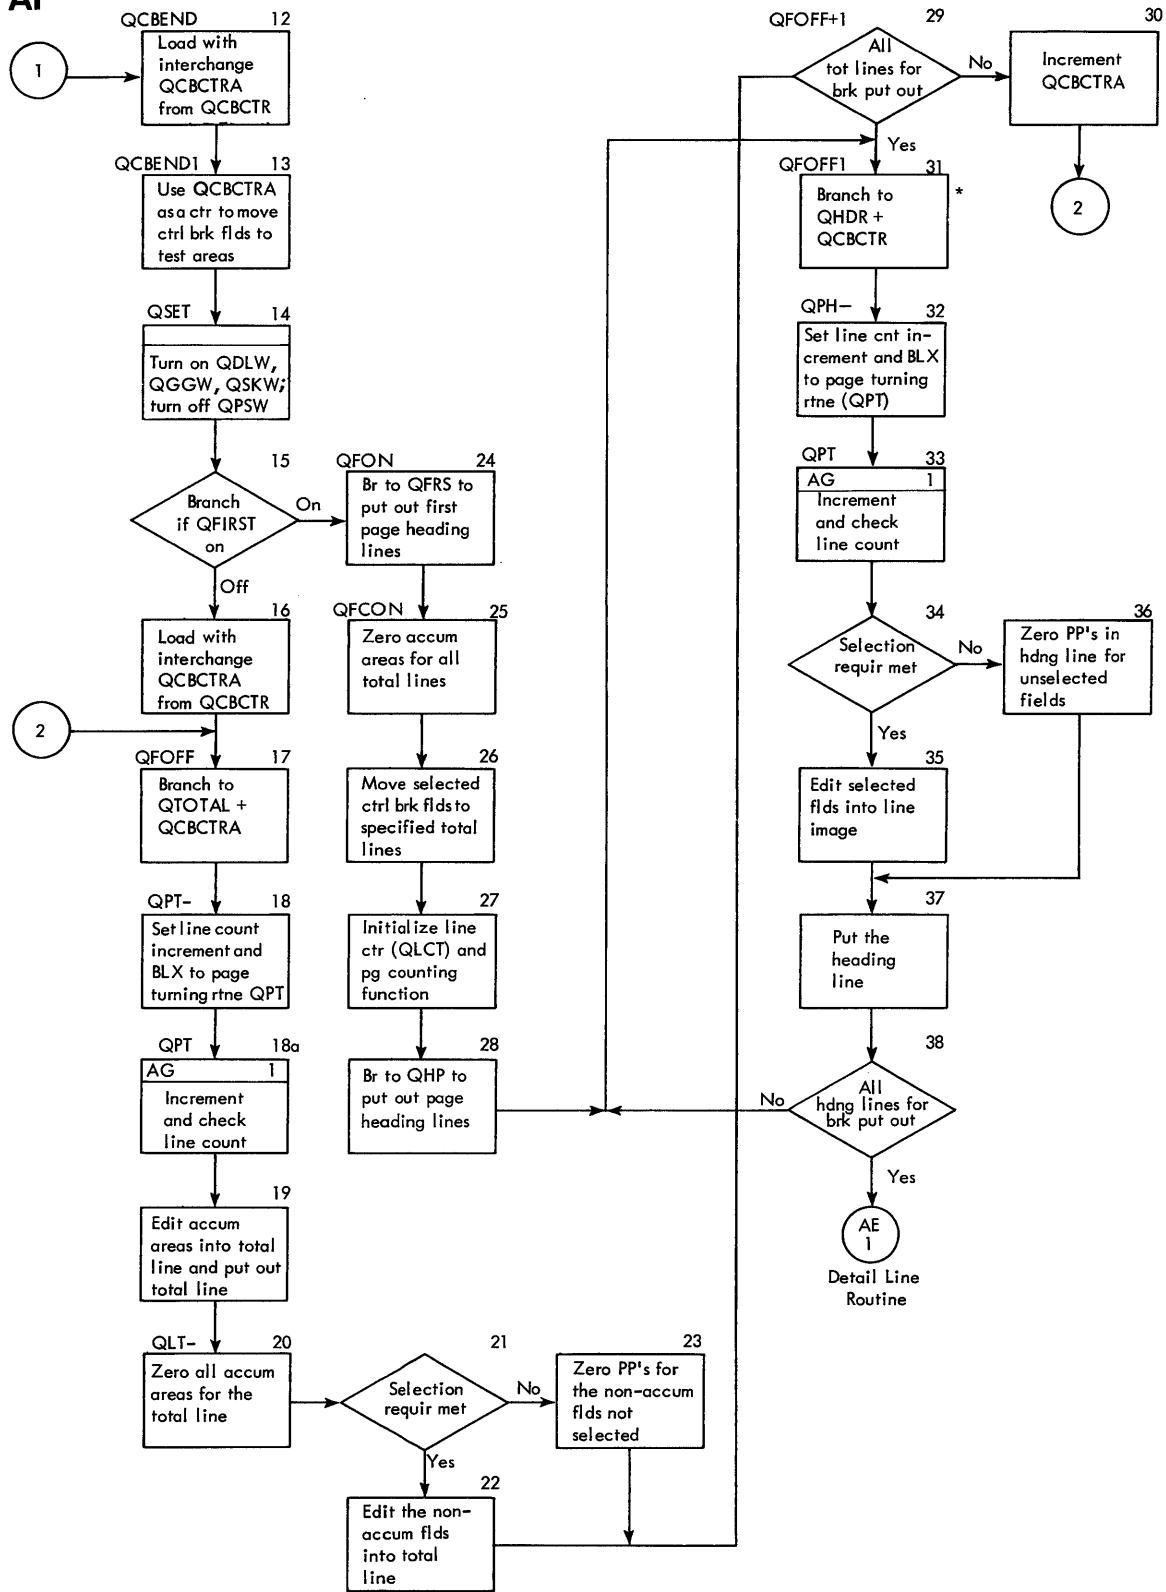 QCBEND 12
1
Load with
interchange
QCBCTRA
from QCBCTR
QCBEND1 13
Use QCBCTRA
as a ctr to move
ctrl brk flds to
test areas
QSET 14
Turn on QDLW,
QGGW, QSKW;
turn off QPSW
15
Branch
if QFIRST
on
On
Off
16
Load with
interchange
QCBCTRA
from QCBCTR
2
QFOFF 17
Branch to
QTOTAL +
QCBCTRA
QPT- 18
Set line count
increment and
BLX to page
turning rtne QPT
QPT 18a
AG 1
Increment
and check
line count
19
Edit accum
areas into total
line and put out
total line
QLT- 20
Zero all accum
areas for the
total line
21
Selection
requir met
No
Yes
22
Edit the non-
accum flds
into total
line
23
Zero PP's for
the non-accum
flds not
selected
QFON 24
Br to QFRS to
put out first
page heading
lines
QFCON 25
Zero accum
areas for all
total lines
26
Move selected
ctrl brk flds to
specified total
lines
27
Initialize line
ctr (QLCT) and
pg counting
function
28
Br to QHP to
put out page
heading lines
QFOFF+1 29
All
tot lines for
brk put out
No
Yes
30
Increment
QCBCTRA
2
QFOFF1 31
Branch to
QHDR +
QCBCTR
*
QPH- 32
Set line cnt in-
crement and BLX
to page turning
rtne (QPT)
QPT 33
AG 1
Increment
and check
line count
34
Selection
requir met
No
Yes
35
Edit selected
flds into line
image
36
Zero PP's in
hdng line for
unselected
fields
37
Put the
heading
line
38
All
hdng lines for
brk put out
No
Yes
AE
1
Detail Line
Routine